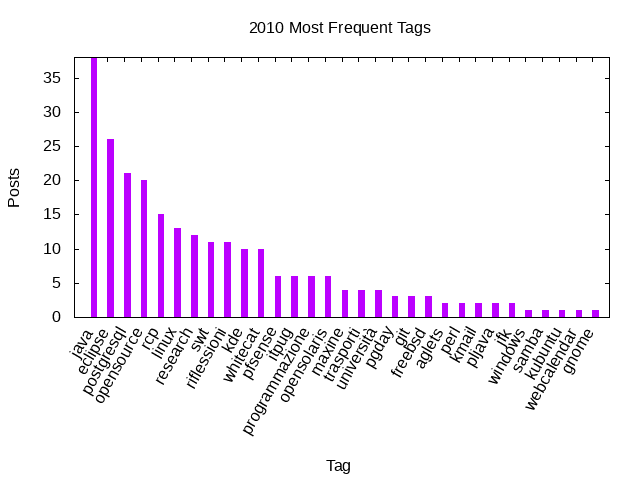 2010 Most Frequent Tags
Posts
35
30
25
20
15
10
5
0
java
eclipse
postgresql
opensource
rcp
linux
research
swt
riflessioni
kde
whitecat
pfsense
itpug
programmazione
opensolaris
maxine
trasporti
università
pgday
git
freebsd
aglets
perl
kmail
pljava
ifk
windows
samba
kubuntu
webcalendar
gnome
Tag